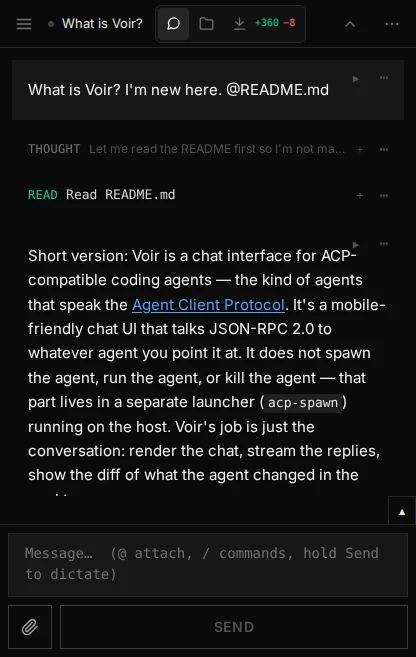 What is Voir?
+360 −8
What is Voir? I'm new here. @README.md
THOUGHT Let me read the README first so I'm not ma...
READ Read README.md
Short version: Voir is a chat interface for ACP-
compatible coding agents — the kind of agents
that speak the Agent Client Protocol. It's a mobile-
friendly chat UI that talks JSON-RPC 2.0 to
whatever agent you point it at. It does not spawn
the agent, run the agent, or kill the agent — that
part lives in a separate launcher (acp-spawn)
running on the host. Voir's job is just the
conversation: render the chat, stream the replies,
show the diff of what the agent changed in the
Message… (@ attach, / commands, hold Send
to dictate)
SEND